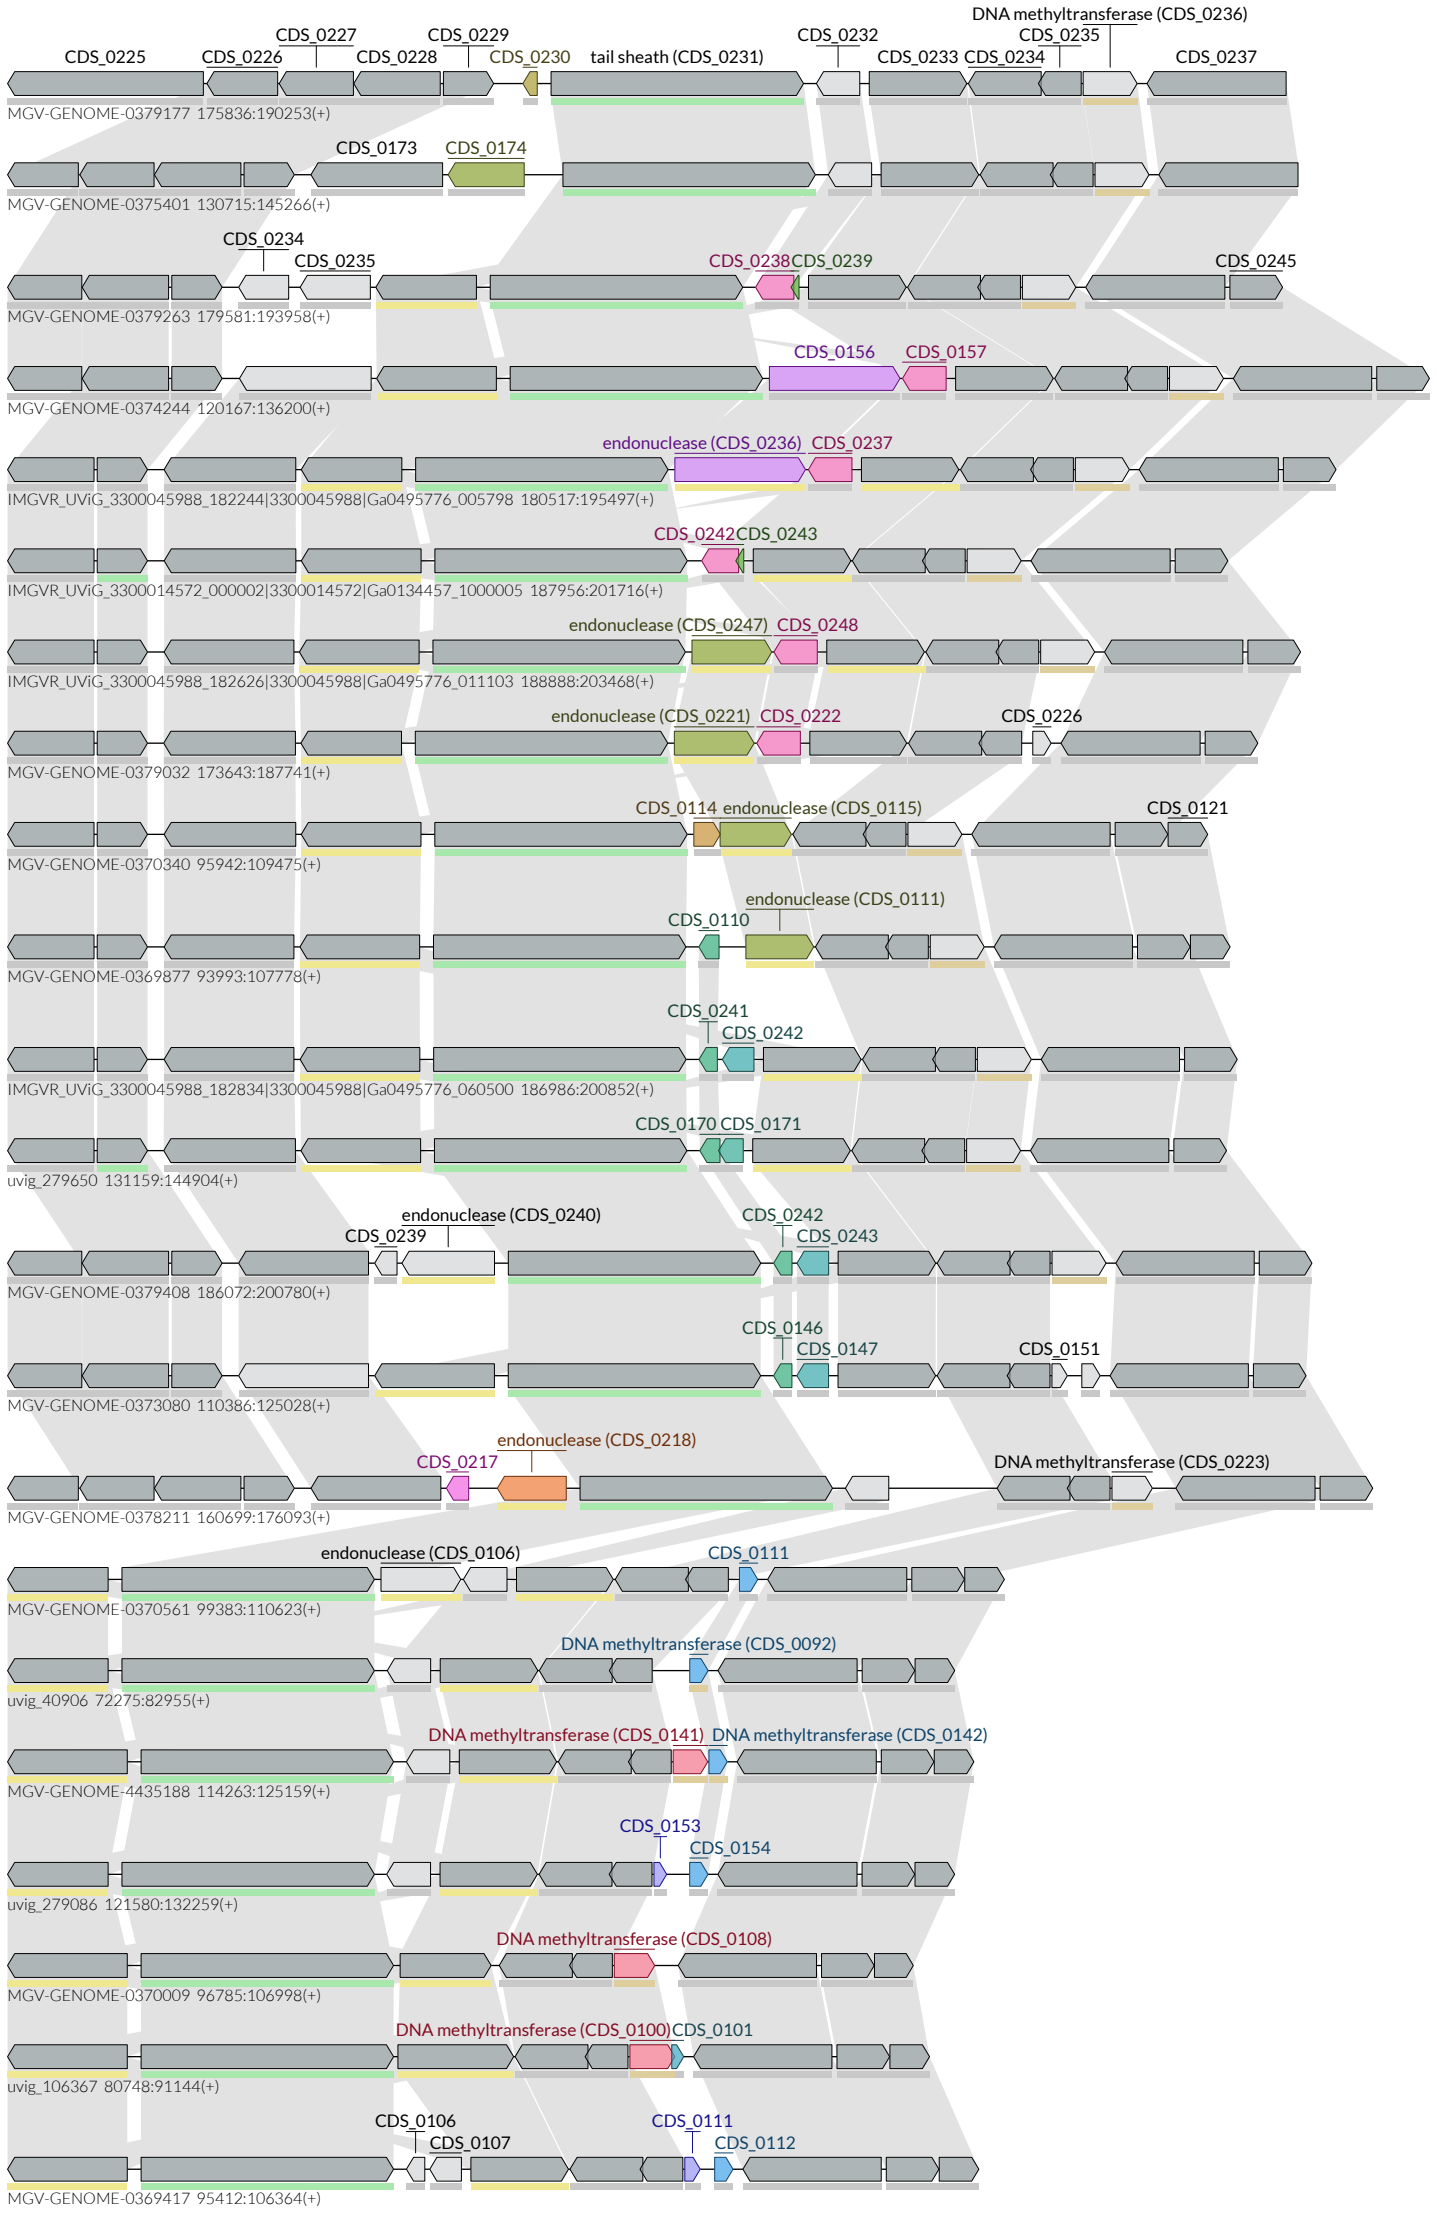 DNA methyltransferase (CDS_0236)
CDS_0227 CDS_0229 CDS_0232 CDS_0235
CDS_0225 CDS_0226 CDS_0228 CDS_0230 tail sheath (CDS_0231) CDS_0233 CDS_0234 CDS_0237
MGV-GENOME-0379177 175836:190253(+)
CDS_0173 CDS_0174
MGV-GENOME-0375401 130715:145266(+)
CDS_0234
CDS_0235 CDS_0238 CDS_0239 CDS_0245
MGV-GENOME-0379263 179581:193958(+)
CDS_0156 CDS_0157
MGV-GENOME-0374244 120167:136200(+)
endonuclease (CDS_0236) CDS_0237
IMGVR_UViG_3300045988_182244|3300045988|Ga0495776_005798 180517:195497(+)
CDS_0242 CDS_0243
IMGVR_UViG_3300014572_000002|3300014572|Ga0134457_1000005 187956:201716(+)
endonuclease (CDS_0247) CDS_0248
IMGVR_UViG_3300045988_182626|3300045988|Ga0495776_011103 188888:203468(+)
endonuclease (CDS_0221) CDS_0222 CDS_0226
MGV-GENOME-0379032 173643:187741(+)
CDS_0114 endonuclease (CDS_0115) CDS_0121
MGV-GENOME-0370340 95942:109475(+)
endonuclease (CDS_0111)
CDS_0110
MGV-GENOME-0369877 93993:107778(+)
CDS_0241
CDS_0242
IMGVR_UViG_3300045988_182834|3300045988|Ga0495776_060500 186986:200852(+)
CDS_0170 CDS_0171
uvig_279650 131159:144904(+)
endonuclease (CDS_0240) CDS_0242
CDS_0239 CDS_0243
MGV-GENOME-0379408 186072:200780(+)
CDS_0146
CDS_0147 CDS_0151
MGV-GENOME-0373080 110386:125028(+)
endonuclease (CDS_0218)
CDS_0217 DNA methyltransferase (CDS_0223)
MGV-GENOME-0378211 160699:176093(+)
endonuclease (CDS_0106) CDS_0111
MGV-GENOME-0370561 99383:110623(+)
DNA methyltransferase (CDS_0092)
uvig_40906 72275:82955(+)
DNA methyltransferase (CDS_0141) DNA methyltransferase (CDS_0142)
MGV-GENOME-4435188 114263:125159(+)
CDS_0153
CDS_0154
uvig_279086 121580:132259(+)
DNA methyltransferase (CDS_0108)
MGV-GENOME-0370009 96785:106998(+)
DNA methyltransferase (CDS_0100) CDS_0101
uvig_106367 80748:91144(+)
CDS_0106 CDS_0111
CDS_0107 CDS_0112
MGV-GENOME-0369417 95412:106364(+)